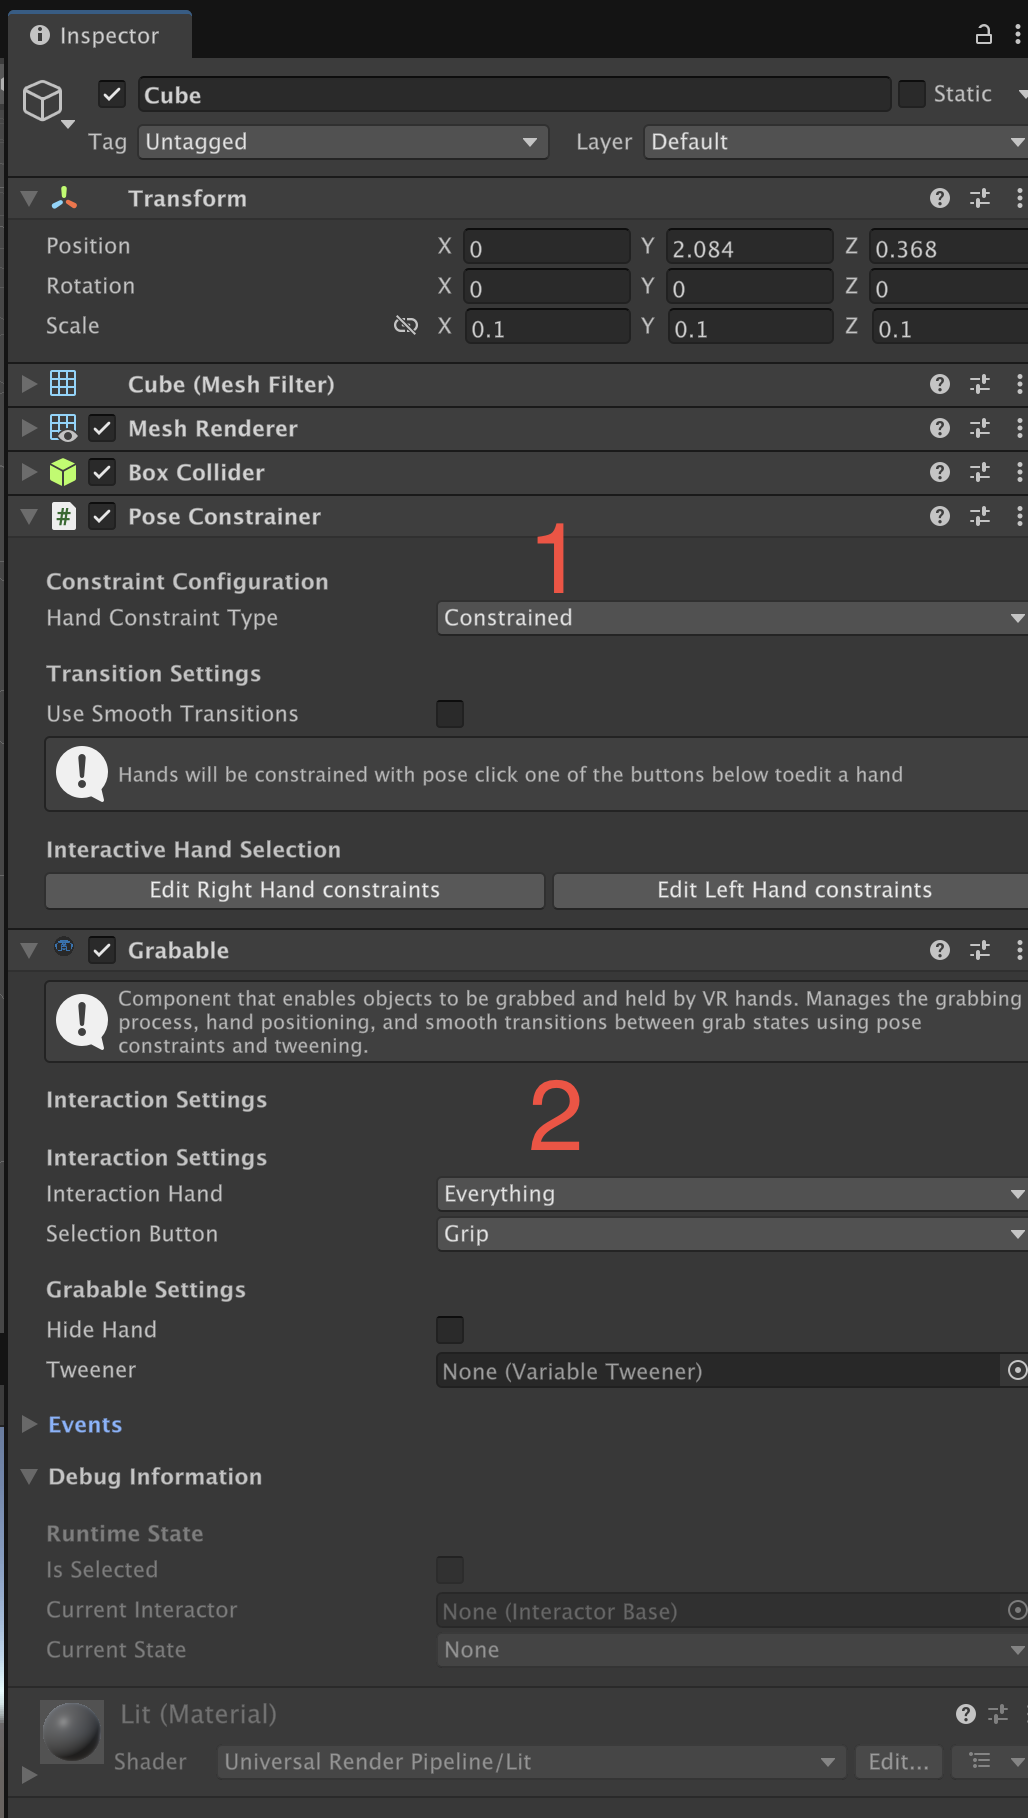 Inspector
Cube
Static
Tag Untagged Layer Default
Transform
Position X 0 Y 2.084 Z 0.368
Rotation X 0 Y 0 Z 0
Scale X 0.1 Y 0.1 Z 0.1
Cube (Mesh Filter)
Mesh Renderer
Box Collider
# Pose Constrainer
1
Constraint Configuration
Hand Constraint Type Constrained
Transition Settings
Use Smooth Transitions
Hands will be constrained with pose click one of the buttons below toedit a hand
Interactive Hand Selection
Edit Right Hand constraints Edit Left Hand constraints
Grabable
Component that enables objects to be grabbed and held by VR hands. Manages the grabbing
process, hand positioning, and smooth transitions between grab states using pose
constraints and tweening.
Interaction Settings
2
Interaction Settings
Interaction Hand Everything
Selection Button Grip
Grabable Settings
Hide Hand
Tweener None (Variable Tweener)
Events
Debug Information
Runtime State
Is Selected
Current Interactor None (Interactor Base)
Current State None
Lit (Material)
Shader Universal Render Pipeline/Lit Edit...